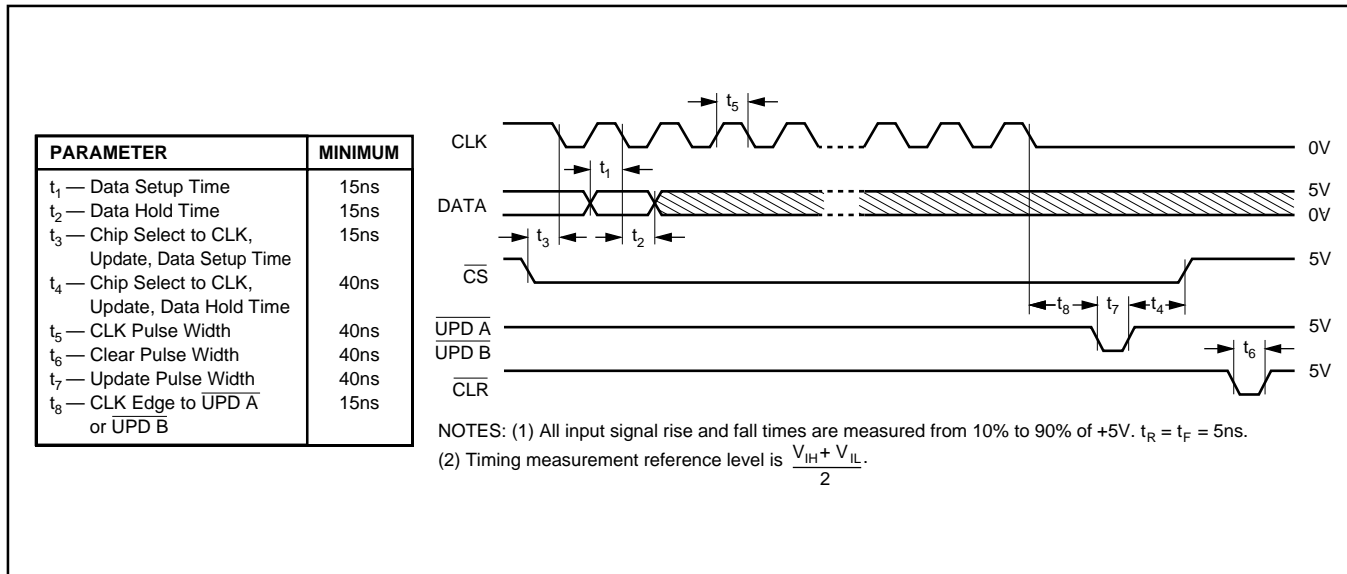 PARAMETER MINIMUM
t1 — Data Setup Time 15ns
t2 — Data Hold Time 15ns
t3 — Chip Select to CLK, 15ns
Update, Data Setup Time
t4 — Chip Select to CLK, 40ns
Update, Data Hold Time
t5 — CLK Pulse Width 40ns
t6 — Clear Pulse Width 40ns
t7 — Update Pulse Width 40ns
t8 — CLK Edge to UPD A 15ns
or UPD B
t5
CLK
0V
t1
DATA
5V
0V
t3
t2
CS
5V
t8
t7
t4
UPD A
UPD B
5V
t6
CLR
5V
NOTES: (1) All input signal rise and fall times are measured from 10% to 90% of +5V. tR = tF = 5ns.
(2) Timing measurement reference level is VIH + VIL
2
.